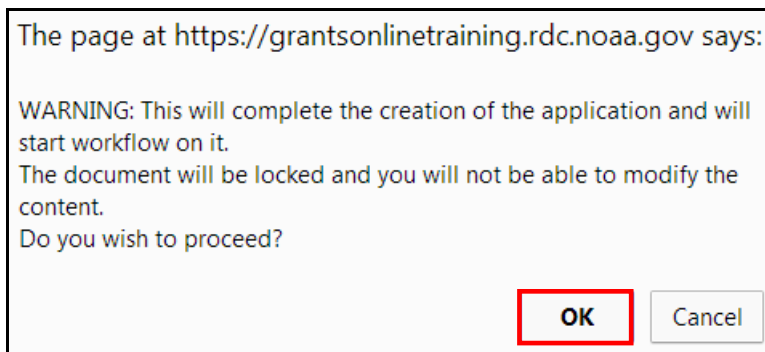 The page at https://grantsonlinetraining.rdc.noaa.gov says:
WARNING: This will complete the creation of the application and will
start workflow on it.
The document will be locked and you will not be able to modify the
content.
Do you wish to proceed?
OK Cancel